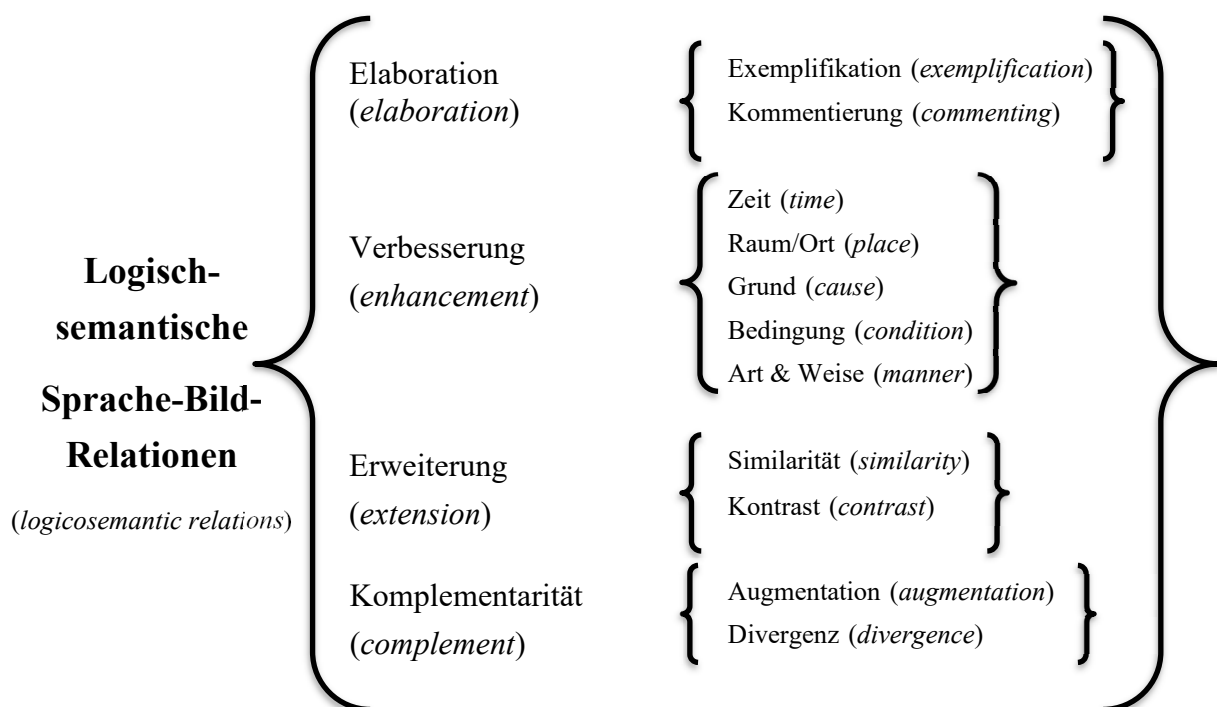 Logisch-
semantische
Sprache-Bild-
Relationen
(logicosemantic relations)
Elaboration
(elaboration)
Exemplifikation (exemplification)
Kommentierung (commenting)
Verbesserung
(enhancement)
Zeit (time)
Raum/Ort (place)
Grund (cause)
Bedingung (condition)
Art & Weise (manner)
Erweiterung
(extension)
Similarität (similarity)
Kontrast (contrast)
Komplementarität
(complement)
Augmentation (augmentation)
Divergenz (divergence)